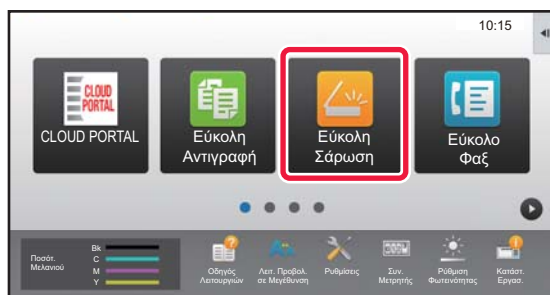 10:15
CLOUD
PORTAL
CLOUD PORTAL
Εύκολη
Αντιγραφή
Εύκολη
Σάρωση
Εύκολο
Φαξ
Ποσότ.
Μελανιού
Bk
C
M
Y
Οδηγός
Λειτουργιών
Λειτ. Προβολ.
σε Μεγέθυνση
Ρυθμίσεις
Συν.
Μετρητής
Ρύθμιση
Φωτεινότητας
Κατάστ.
Εργασ.